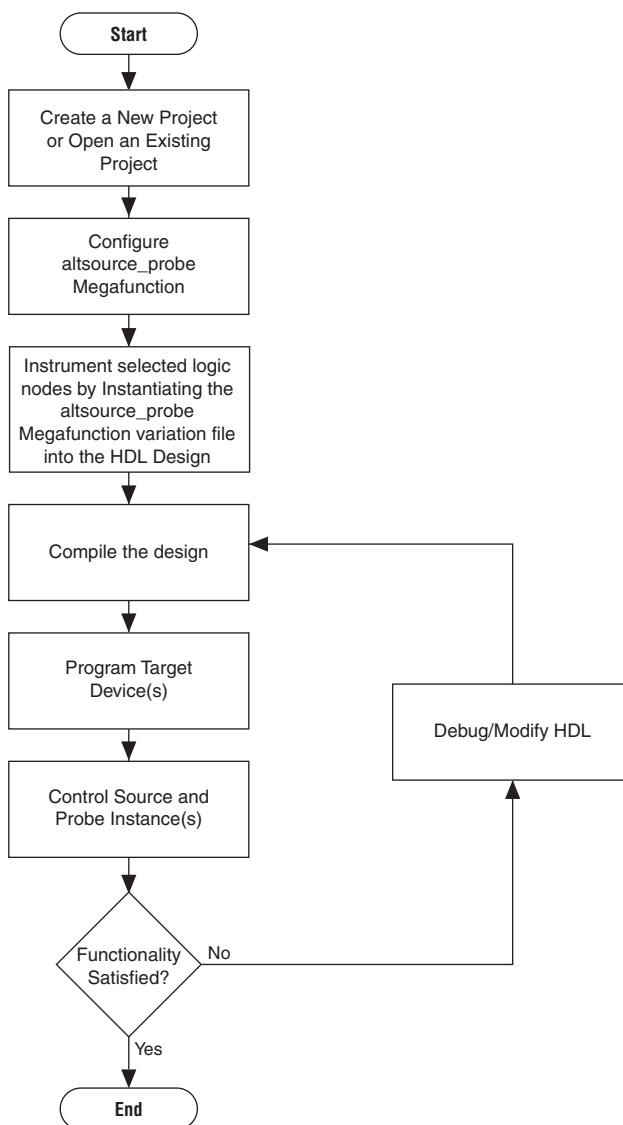 Start
Create a New Project
or Open an Existing
Project
Configure
altsource_probe
Megafunction
Instrument selected logic
nodes by Instantiating the
altsource_probe
Megafunction variation file
into the HDL Design
Compile the design
Program Target
Device(s)
Debug/Modify HDL
Control Source and
Probe Instance(s)
Functionality
Satisfied?
No
Yes
End